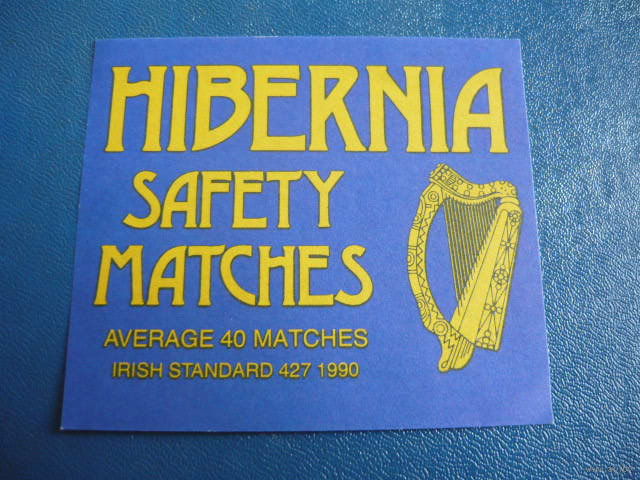 HIBERNIA
SAFETY
MATCHES
AVERAGE 40 MATCHES
IRISH STANDARD 427 1990